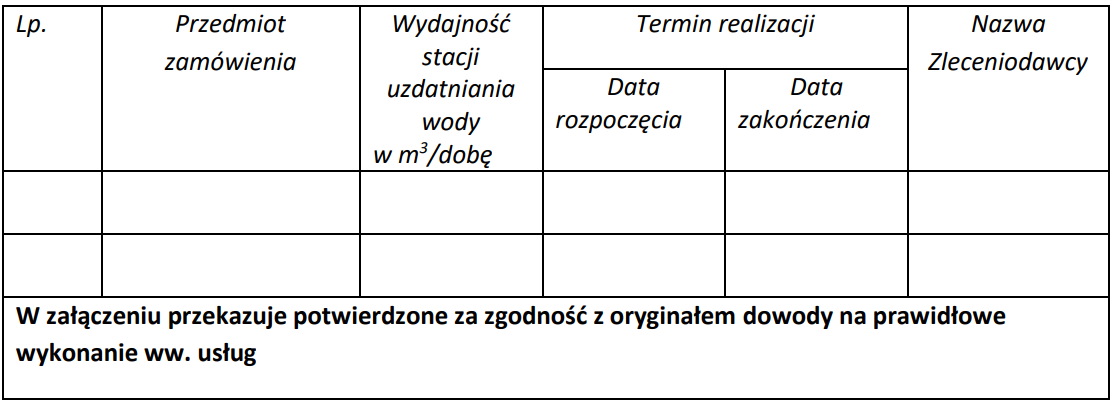 Lp.
Przedmiot
zamówienia
Wydajność
stacji
uzdatniania
wody
w m³/dobę
Termin realizacji
Data
rozpoczęcia
Data
zakończenia
Nazwa
Zleceniodawcy
W załączeniu przekazuje potwierdzone za zgodność z oryginałem dowody na prawidłowe
wykonanie ww. usług